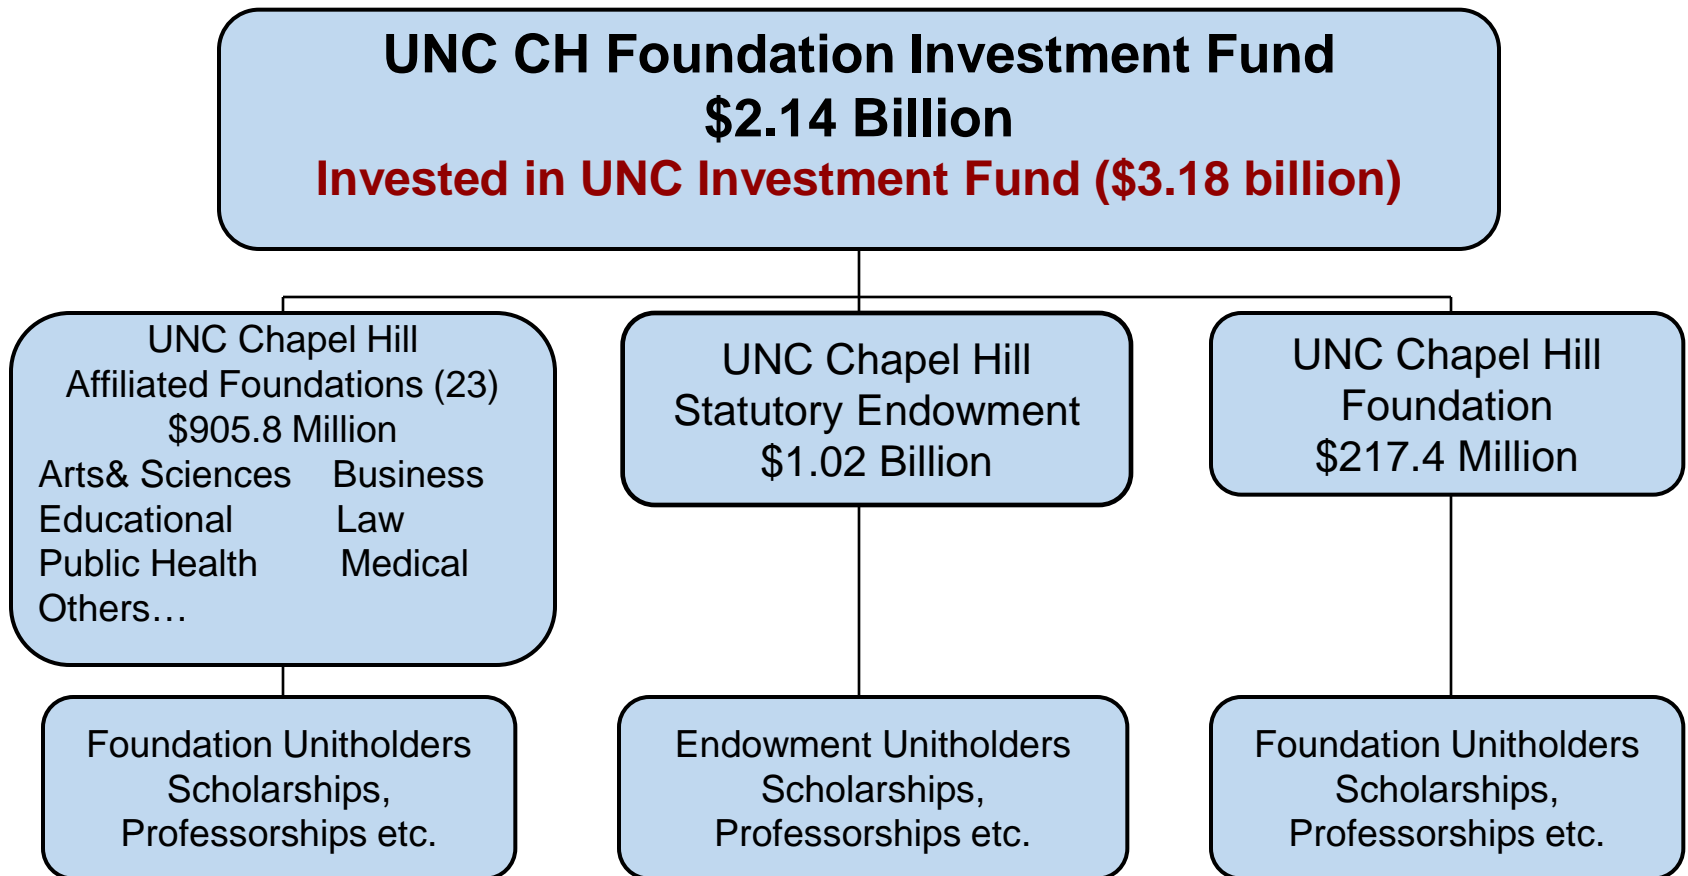 UNC CH Foundation Investment Fund
$2.14 Billion
Invested in UNC Investment Fund ($3.18 billion)
UNC Chapel Hill
Affiliated Foundations (23)
$905.8 Million
Arts& Sciences Business
Educational Law
Public Health Medical
Others…
UNC Chapel Hill
Statutory Endowment
$1.02 Billion
UNC Chapel Hill
Foundation
$217.4 Million
Foundation Unitholders
Scholarships,
Professorships etc.
Endowment Unitholders
Scholarships,
Professorships etc.
Foundation Unitholders
Scholarships,
Professorships etc.